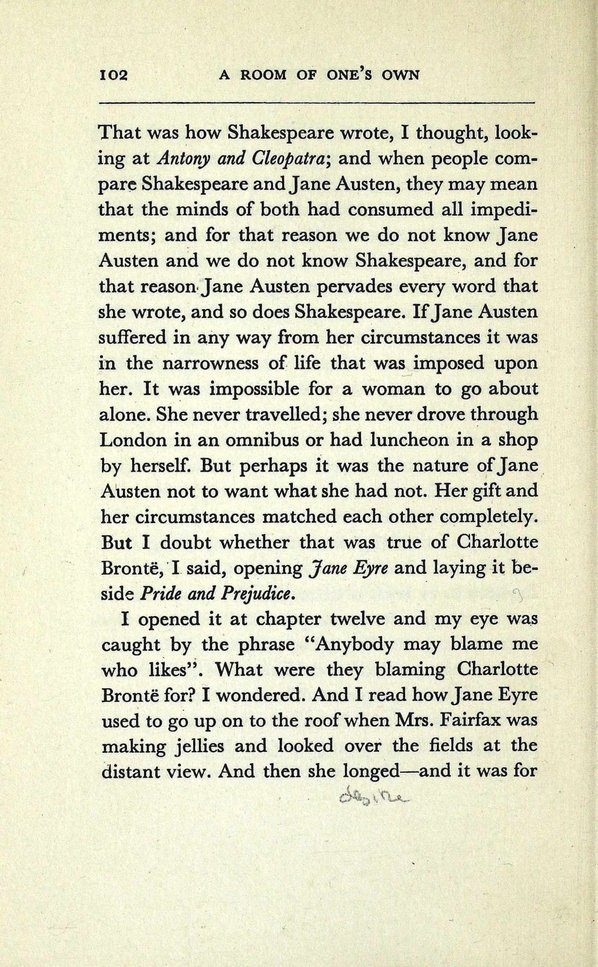 102 A ROOM OF ONE'S OWN
That was how Shakespeare wrote, I thought, look-
ing at Antony and Cleopatra; and when people com-
pare Shakespeare and Jane Austen, they may mean
that the minds of both had consumed all impedi-
ments; and for that reason we do not know Jane
Austen and we do not know Shakespeare, and for
that reason Jane Austen pervades every word that
she wrote, and so does Shakespeare. If Jane Austen
suffered in any way from her circumstances it was
in the narrowness of life that was imposed upon
her. It was impossible for a woman to go about
alone. She never travelled; she never drove through
London in an omnibus or had luncheon in a shop
by herself. But perhaps it was the nature of Jane
Austen not to want what she had not. Her gift and
her circumstances matched each other completely.
But I doubt whether that was true of Charlotte
Brontë, I said, opening Jane Eyre and laying it be-
side Pride and Prejudice.
I opened it at chapter twelve and my eye was
caught by the phrase “Anybody may blame me
who likes”. What were they blaming Charlotte
Brontë for? I wondered. And I read how Jane Eyre
used to go up on to the roof when Mrs. Fairfax was
making jellies and looked over the fields at the
distant view. And then she longed—and it was for
desire